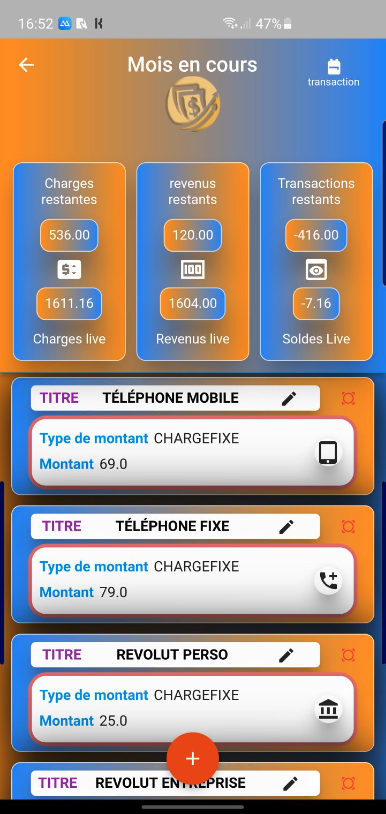 16:52 47%
Mois en cours
transaction
Charges restantes
536.00
1611.16
Charges live
revenus restants
120.00
1604.00
Revenus live
Transactions restants
-416.00
-7.16
Soldes Live
TITRE TÉLÉPHONE MOBILE
Type de montant CHARGEFIXE
Montant 69.0
TITRE TÉLÉPHONE FIXE
Type de montant CHARGEFIXE
Montant 79.0
TITRE REVOLUT PERSO
Type de montant CHARGEFIXE
Montant 25.0
+
TITRE REVOLUT ENTREPRISE